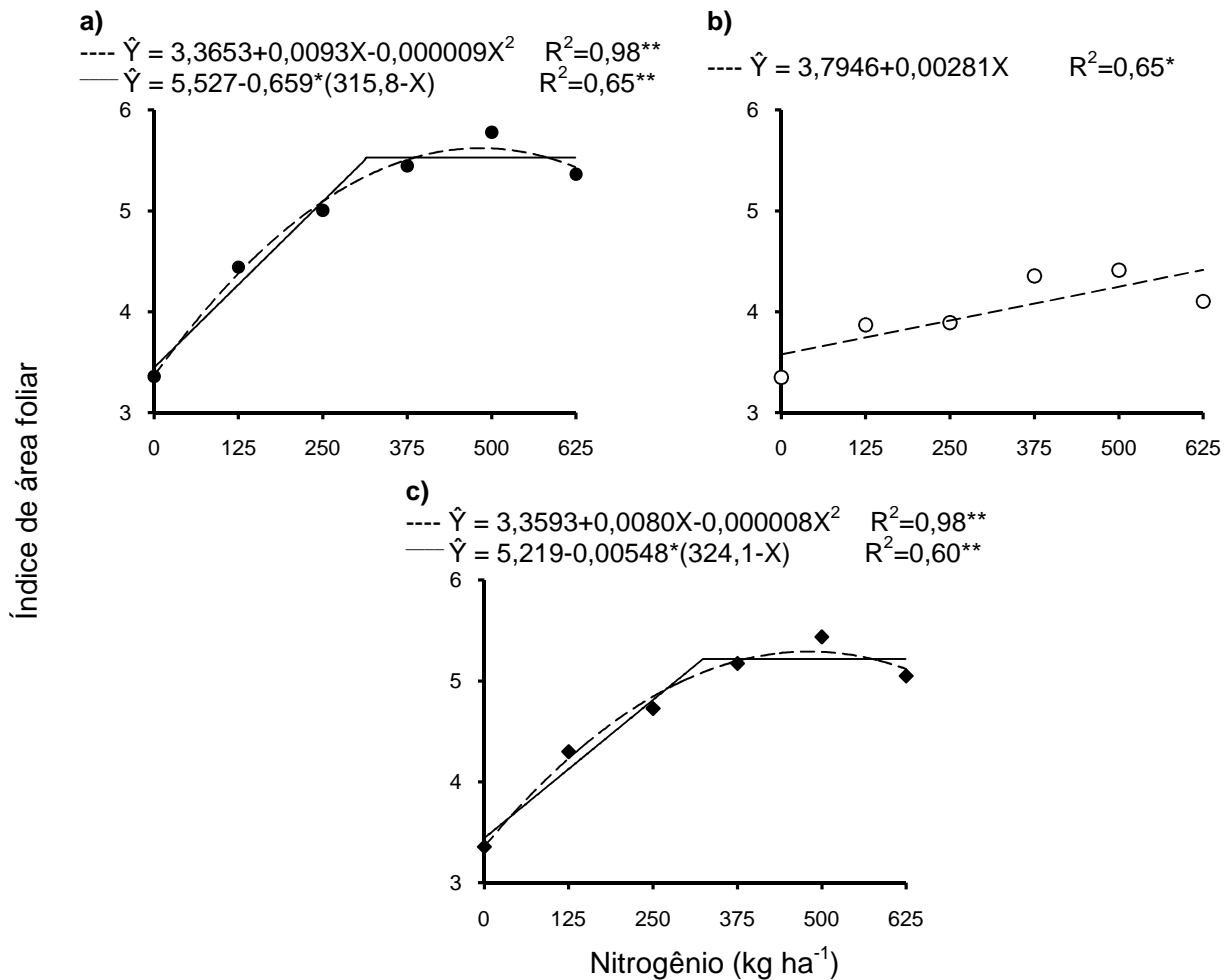 a)
---- Ŷ = 3,3653+0,0093X-0,000009X² R²=0,98**
— Ŷ = 5,527-0,659*(315,8-X) R²=0,65**
b)
---- Ŷ = 3,7946+0,00281X R²=0,65*
6
5
4
3
0 125 250 375 500 625
6
5
4
3
0 125 250 375 500 625
c)
---- Ŷ = 3,3593+0,0080X-0,000008X² R²=0,98**
— Ŷ = 5,219-0,00548*(324,1-X) R²=0,60**
6
5
4
3
0 125 250 375 500 625
Índice de área foliar
Nitrogênio (kg ha⁻¹)